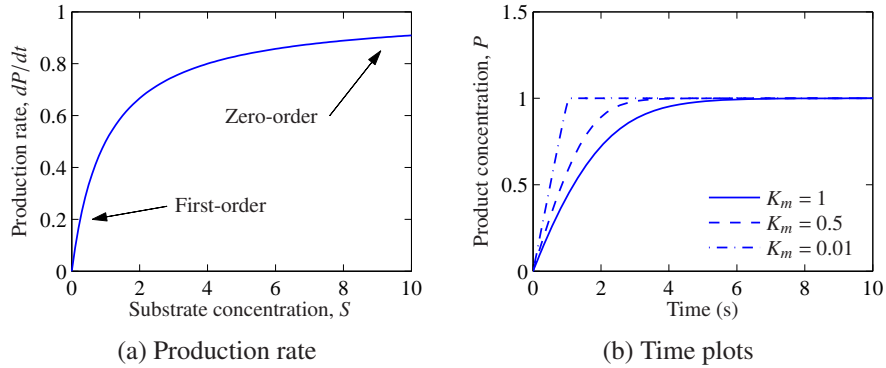 Production rate, dP/dt
1
0.8
0.6
0.4
0.2
0
Zero-order
First-order
0 2 4 6 8 10
Substrate concentration, S
(a) Production rate
Product concentration, P
1.5
1
0.5
0
K_m = 1
K_m = 0.5
K_m = 0.01
0 2 4 6 8 10
Time (s)
(b) Time plots